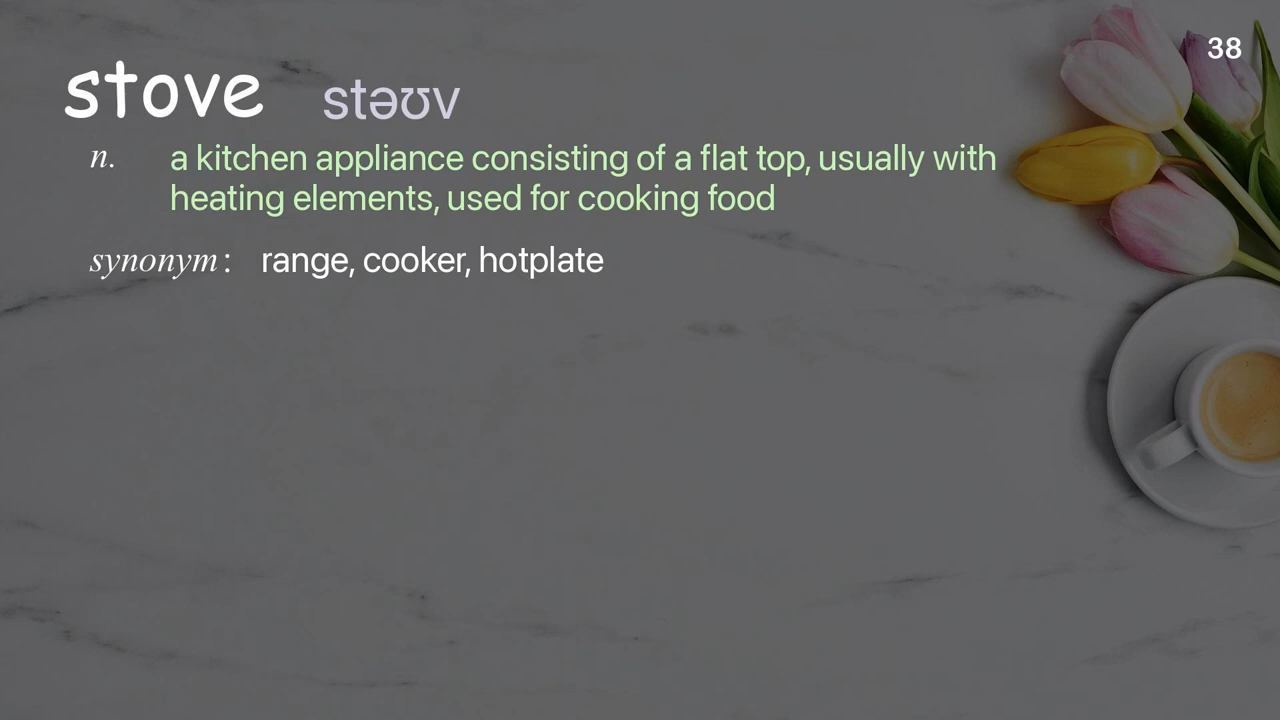 38
stove stəʊv
n. a kitchen appliance consisting of a flat top, usually with
heating elements, used for cooking food
synonym: range, cooker, hotplate